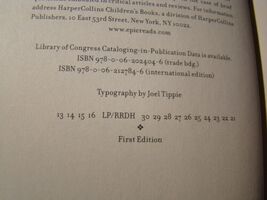 embodied in critical articles and reviews. For information
address HarperCollins Children's Books, a division of HarperCollins
Publishers, 10 East 53rd Street, New York, NY 10022.
www.epicreads.com
Library of Congress Cataloging-in-Publication Data is available.
ISBN 978-0-06-202404-6 (trade bdg.)
ISBN 978-0-06-212784-6 (international edition)
Typography by Joel Tippie
13 14 15 16 LP/RRDH 30 29 28 27 26 25 24 23 22 21
First Edition